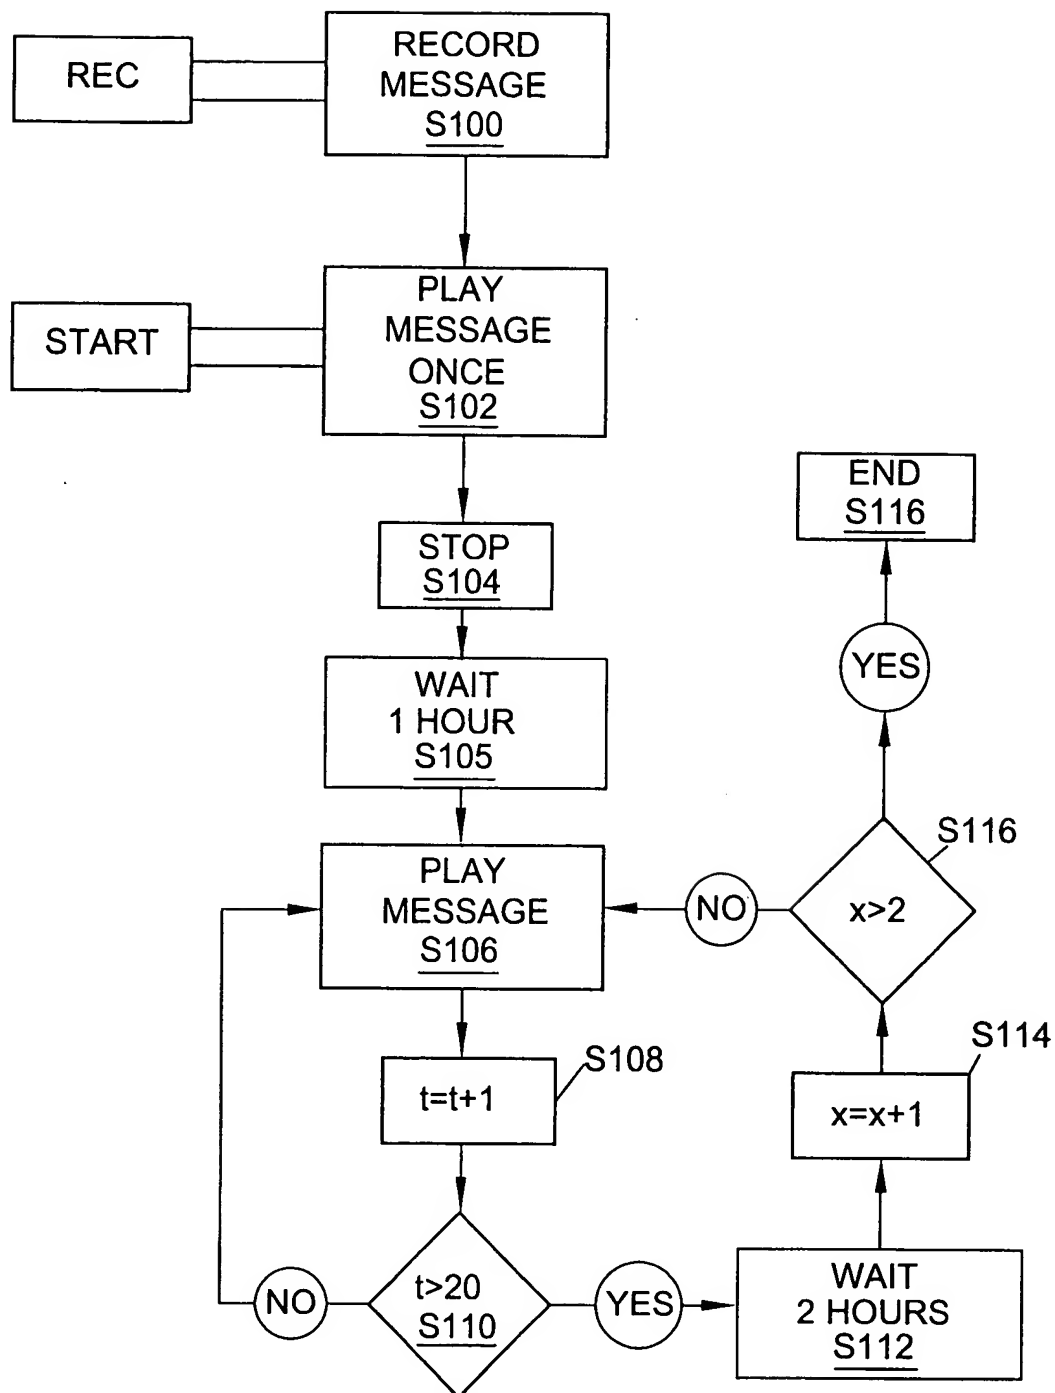 REC
RECORD
MESSAGE
S100
START
PLAY
MESSAGE
ONCE
S102
STOP
S104
WAIT
1 HOUR
S105
PLAY
MESSAGE
S106
t=t+1
S108
t>20
S110
NO
YES
WAIT
2 HOURS
S112
x=x+1
S114
x>2
S116
NO
YES
END
S116